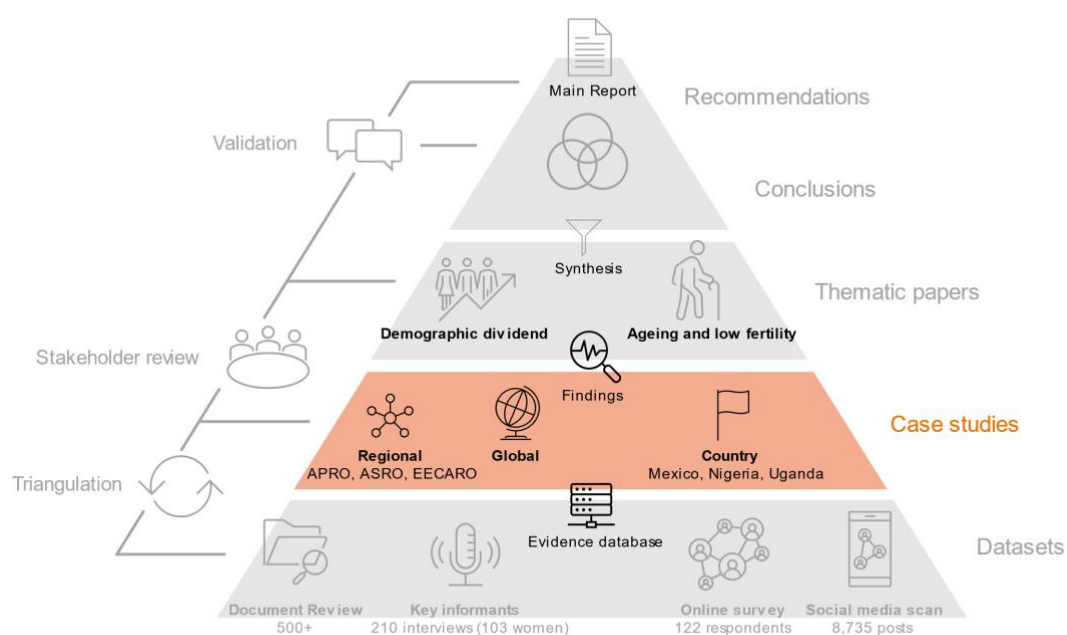 Main Report
Recommendations
Validation
Conclusions
Synthesis
Thematic papers
Demographic dividend
Ageing and low fertility
Stakeholder review
Findings
Case studies
Regional
APRO, ASRO, EECARO
Global
Country
Mexico, Nigeria, Uganda
Triangulation
Evidence database
Datasets
Document Review
500+
Key informants
210 interviews (103 women)
Online survey
122 respondents
Social media scan
8,735 posts